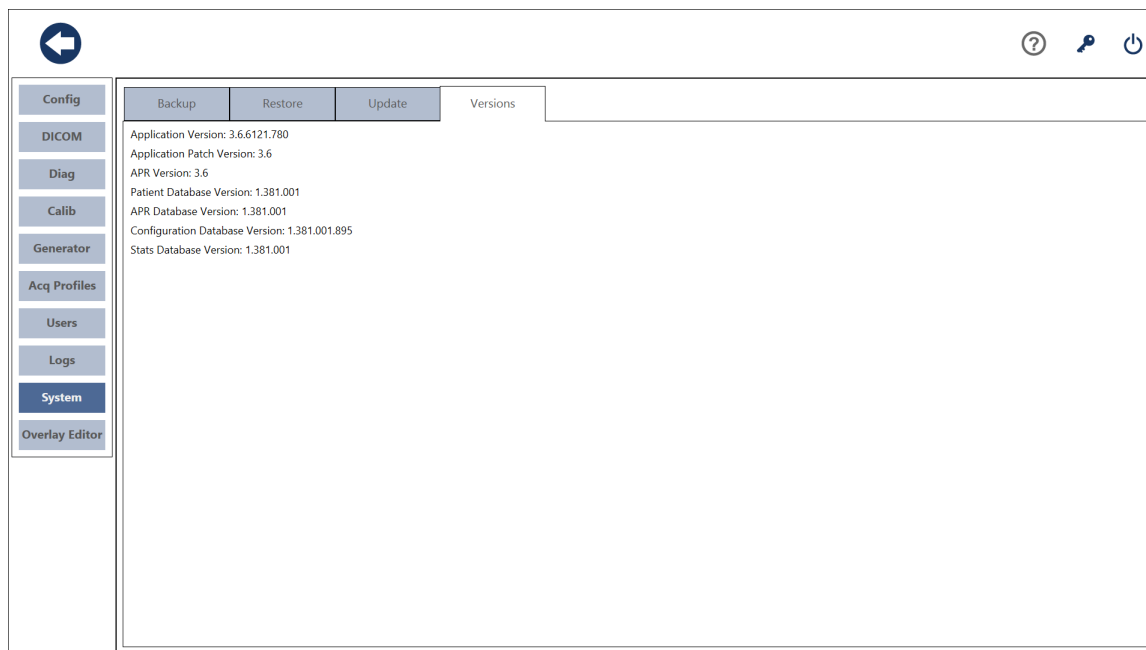 ?
Config
DICOM
Diag
Calib
Generator
Acq Profiles
Users
Logs
System
Overlay Editor
Backup Restore Update Versions
Application Version: 3.6.6121.780
Application Patch Version: 3.6
APR Version: 3.6
Patient Database Version: 1.381.001
APR Database Version: 1.381.001
Configuration Database Version: 1.381.001.895
Stats Database Version: 1.381.001